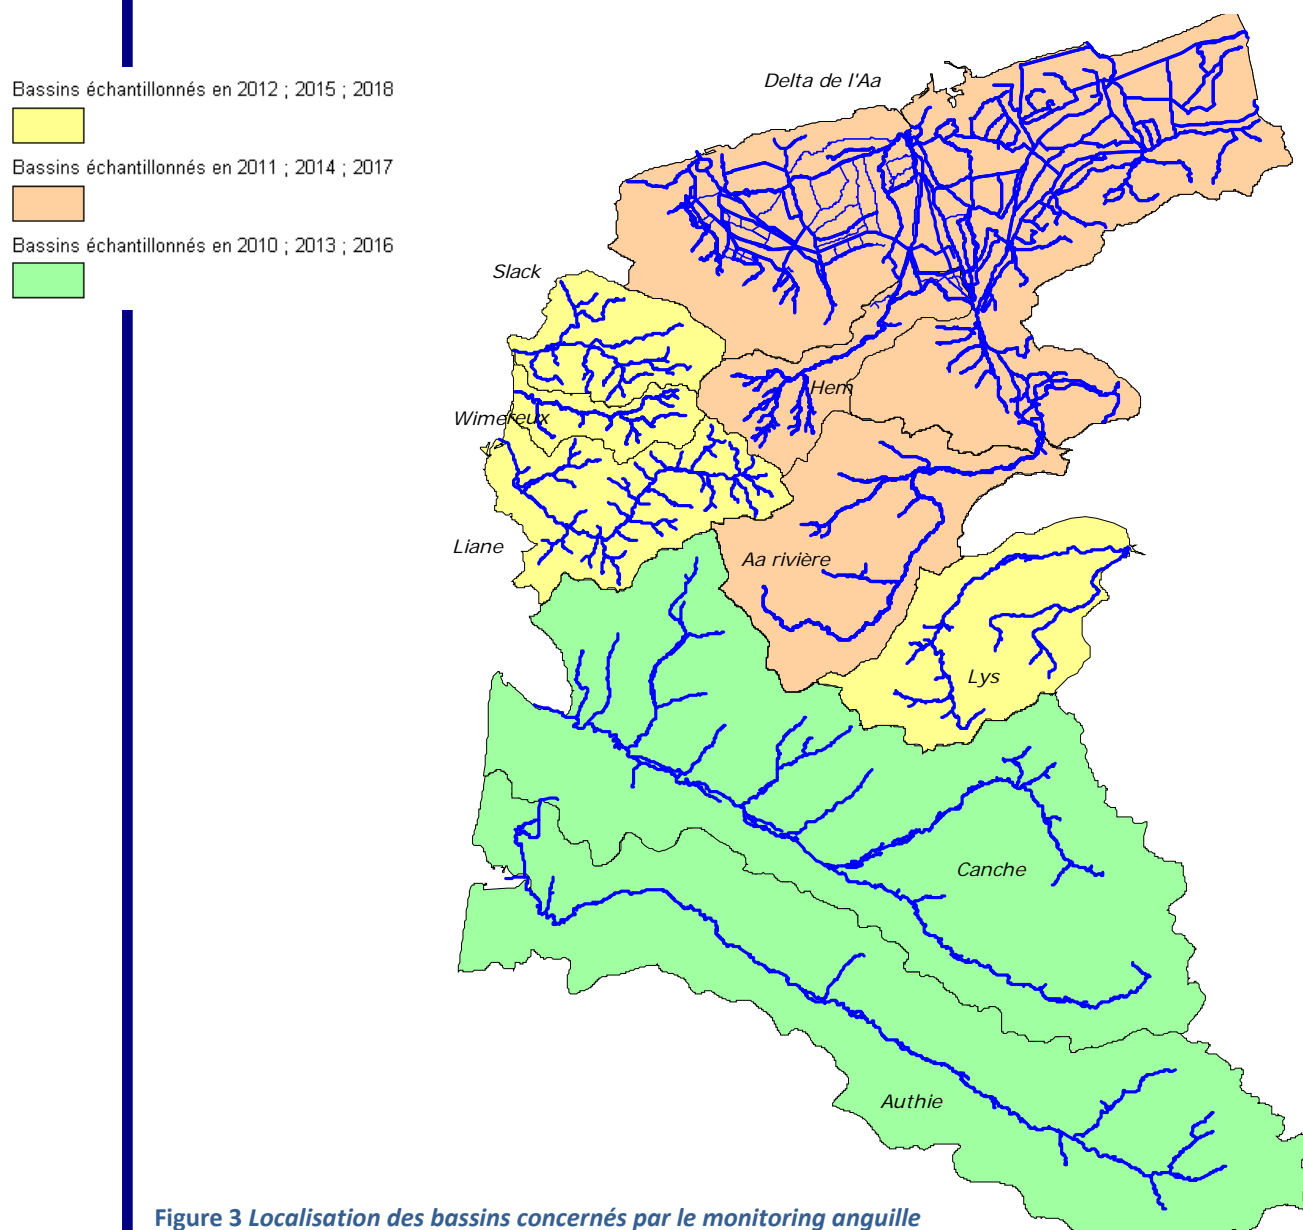 Bassins échantillonnés en 2012 ; 2015 ; 2018
Bassins échantillonnés en 2011 ; 2014 ; 2017
Bassins échantillonnés en 2010 ; 2013 ; 2016
Delta de l'Aa
Slack
Hem
Wimereux
Liane
Aa rivière
Lys
Canche
Authie
Figure 3 Localisation des bassins concernés par le monitoring anguille